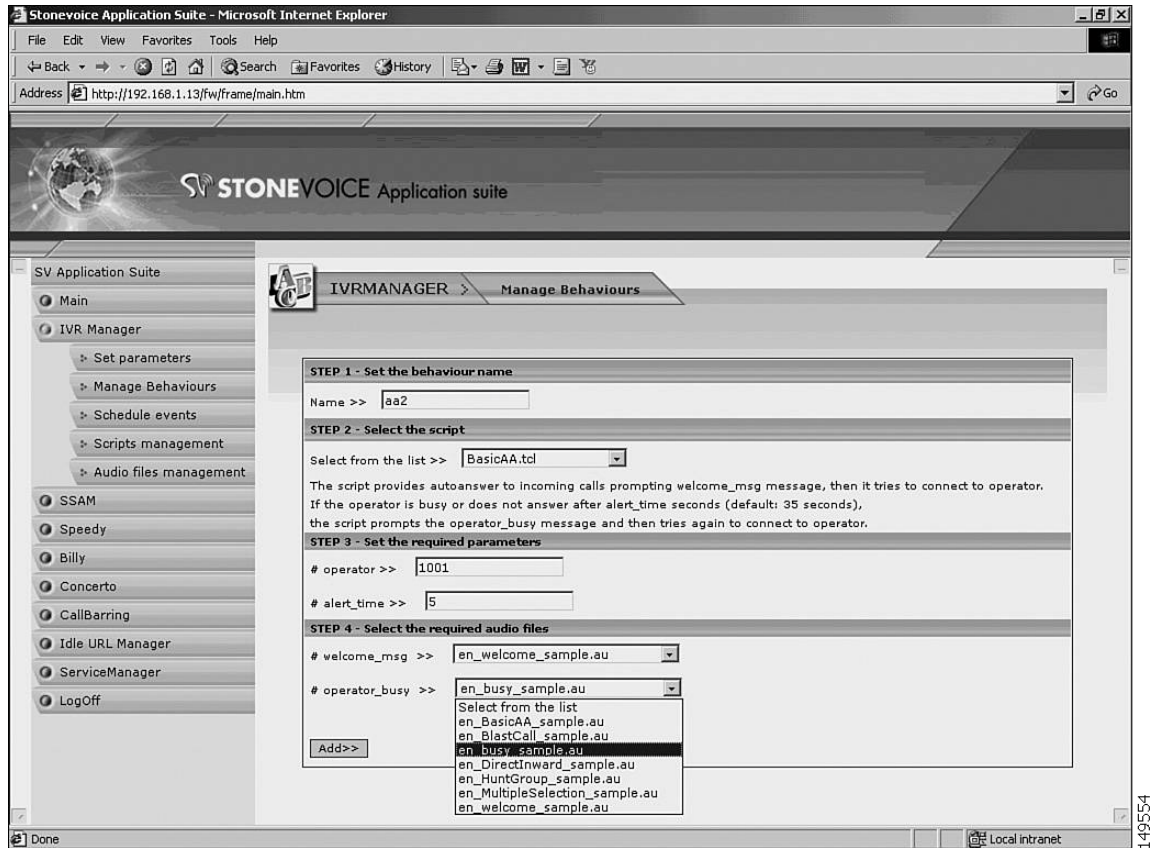 Stonevoice Application Suite - Microsoft Internet Explorer
File Edit View Favorites Tools Help
Back Search Favorites History
Address http://192.168.1.13/fw/frame/main.htm Go
SV STONEVOICE Application suite
SV Application Suite
Main
IVR Manager
Set parameters
Manage Behaviours
Schedule events
Scripts management
Audio files management
SSAM
Speedy
Billy
Concerto
CallBarring
Idle URL Manager
ServiceManager
LogOff
IVRMANAGER > Manage Behaviours
STEP 1 - Set the behaviour name
Name >> aa2
STEP 2 - Select the script
Select from the list >> BasicAA.tcl
The script provides autoanswer to incoming calls prompting welcome_msg message, then it tries to connect to operator.
If the operator is busy or does not answer after alert_time seconds (default: 35 seconds),
the script prompts the operator_busy message and then tries again to connect to operator.
STEP 3 - Set the required parameters
# operator >> 1001
# alert_time >> 5
STEP 4 - Select the required audio files
# welcome_msg >> en_welcome_sample.au
# operator_busy >> en_busy_sample.au
Select from the list
en_BasicAA_sample.au
en_BlastCall_sample.au
en_busy_sample.au
en_DirectInward_sample.au
en_HuntGroup_sample.au
en_MultipleSelection_sample.au
en_welcome_sample.au
Add>>
Done
Local intranet
149554